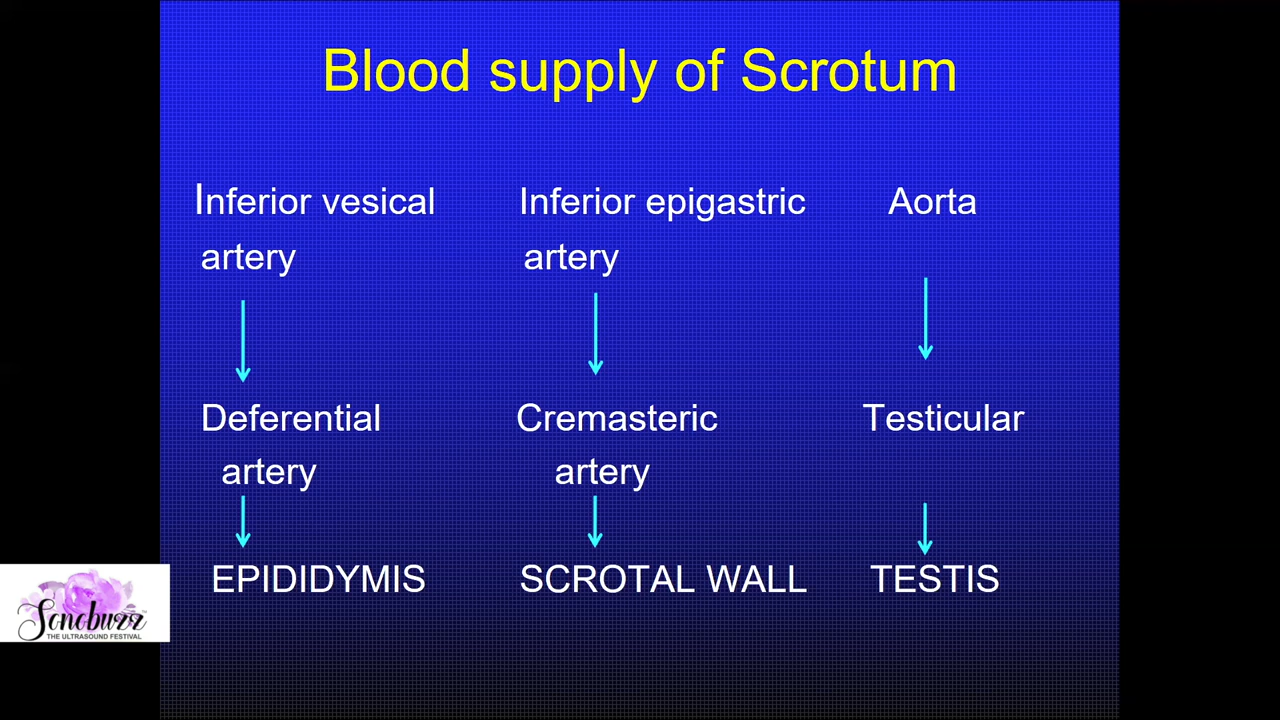 Blood supply of Scrotum
Inferior vesical
artery
Inferior epigastric
artery
Aorta
Deferential
artery
Cremasteric
artery
Testicular
EPIDIDYMIS
SCROTAL WALL
TESTIS
Sonobuzz
THE ULTRASOUND FESTIVAL